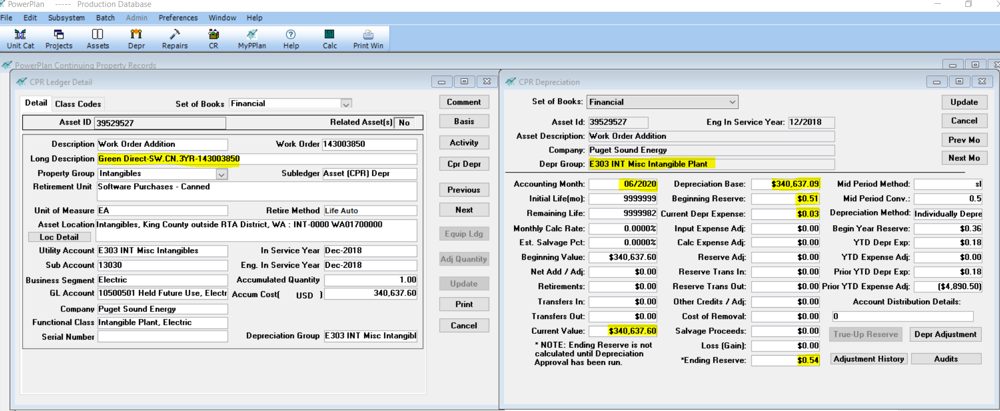 PowerPlan ----- Production Database
File Edit Subsystem Batch Admin Preferences Window Help
Unit Cat Projects Assets Depr Repairs CR MyPPlan Help Calc Print Win
PowerPlan Continuing Property Records
CPR Ledger Detail
Detail Class Codes Set of Books Financial
Asset ID 39529527 Related Asset(s) No
Description Work Order Addition Work Order 143003850
Long Description Green Direct-SW.CN.3YR-143003850
Property Group Intangibles Subledger Asset (CPR) Depr
Retirement Unit Software Purchases - Canned
Unit of Measure EA Retire Method Life Auto
Asset Location Intangibles, King County outside RTA District, WA : INT-0000 WA01700000
Loc Detail
Utility Account E303 INT Misc Intangibles In Service Year Dec-2018
Sub Account 13030 Eng. In Service Year Dec-2018
Business Segment Electric Accumulated Quantity 1.00
GL Account 10500501 Held Future Use, Electr Accum Cost( USD ) 340,637.60
Company Puget Sound Energy
Functional Class Intangible Plant, Electric
Serial Number Depreciation Group E303 INT Misc Intangibl
Comment
Basis
Activity
Cpr Depr
Previous
Next
Equip Ldg
Adj Quantity
Update
Print
Cancel
CPR Depreciation
Set of Books: Financial
Asset Id: 39529527 Eng In Service Year: 12/2018
Asset Description: Work Order Addition
Company: Puget Sound Energy
Depr Group: E303 INT Misc Intangible Plant
Update
Cancel
Prev Mo
Next Mo
Accounting Month: 06/2020 Depreciation Base: $340,637.09 Mid Period Method: sl
Initial Life(mo): 9999999 Beginning Reserve: $0.51 Mid Period Conv.: 0.5
Remaining Life: 9999982 Current Depr Expense: $0.03 Depreciation Method: Individually Depre
Monthly Calc Rate: 0.0000% Input Expense Adj: $0.00 Begin Year Reserve: $0.36
Est. Salvage Pct: 0.0000% Calc Expense Adj: $0.00 YTD Depr Exp: $0.18
Beginning Value: $340,637.60 Reserve Adj: $0.00 YTD Expense Adj: $0.00
Net Add / Adj: $0.00 Reserve Trans In: $0.00 Prior YTD Depr Exp: $0.18
Retirements: $0.00 Reserve Trans Out: $0.00 Prior YTD Expense Adj: ($4,890.50)
Transfers In: $0.00 Other Credits / Adj: $0.00 Account Distribution Details:
Transfers Out: $0.00 Cost of Removal: $0.00 0
Current Value: $340,637.60 Salvage Proceeds: $0.00 True-Up Reserve Depr Adjustment
* NOTE: Ending Reserve is not Loss (Gain): $0.00
calculated until Depreciation
Approval has been run. *Ending Reserve: $0.54 Adjustment History Audits